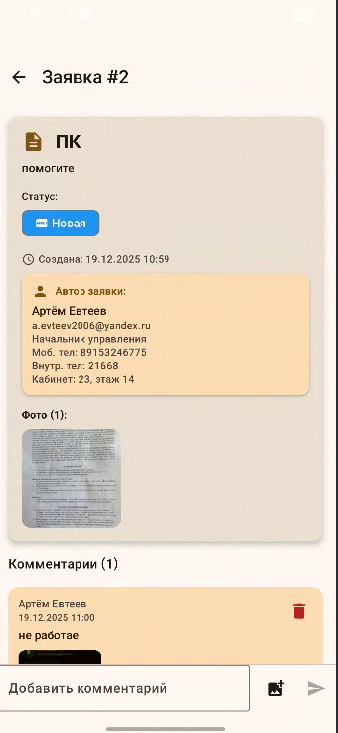 Заявка #2
ПК
помогите
Статус:
Новая
Создана: 19.12.2025 10:59
Автор заявки:
Артём Евтеев
a.evteev2006@yandex.ru
Начальник управления
Моб. тел: 89153246775
Внутр. тел: 21668
Кабинет: 23, этаж 14
Фото (1):
Комментарии (1)
Артём Евтеев
19.12.2025 11:00
не работае
Добавить комментарий